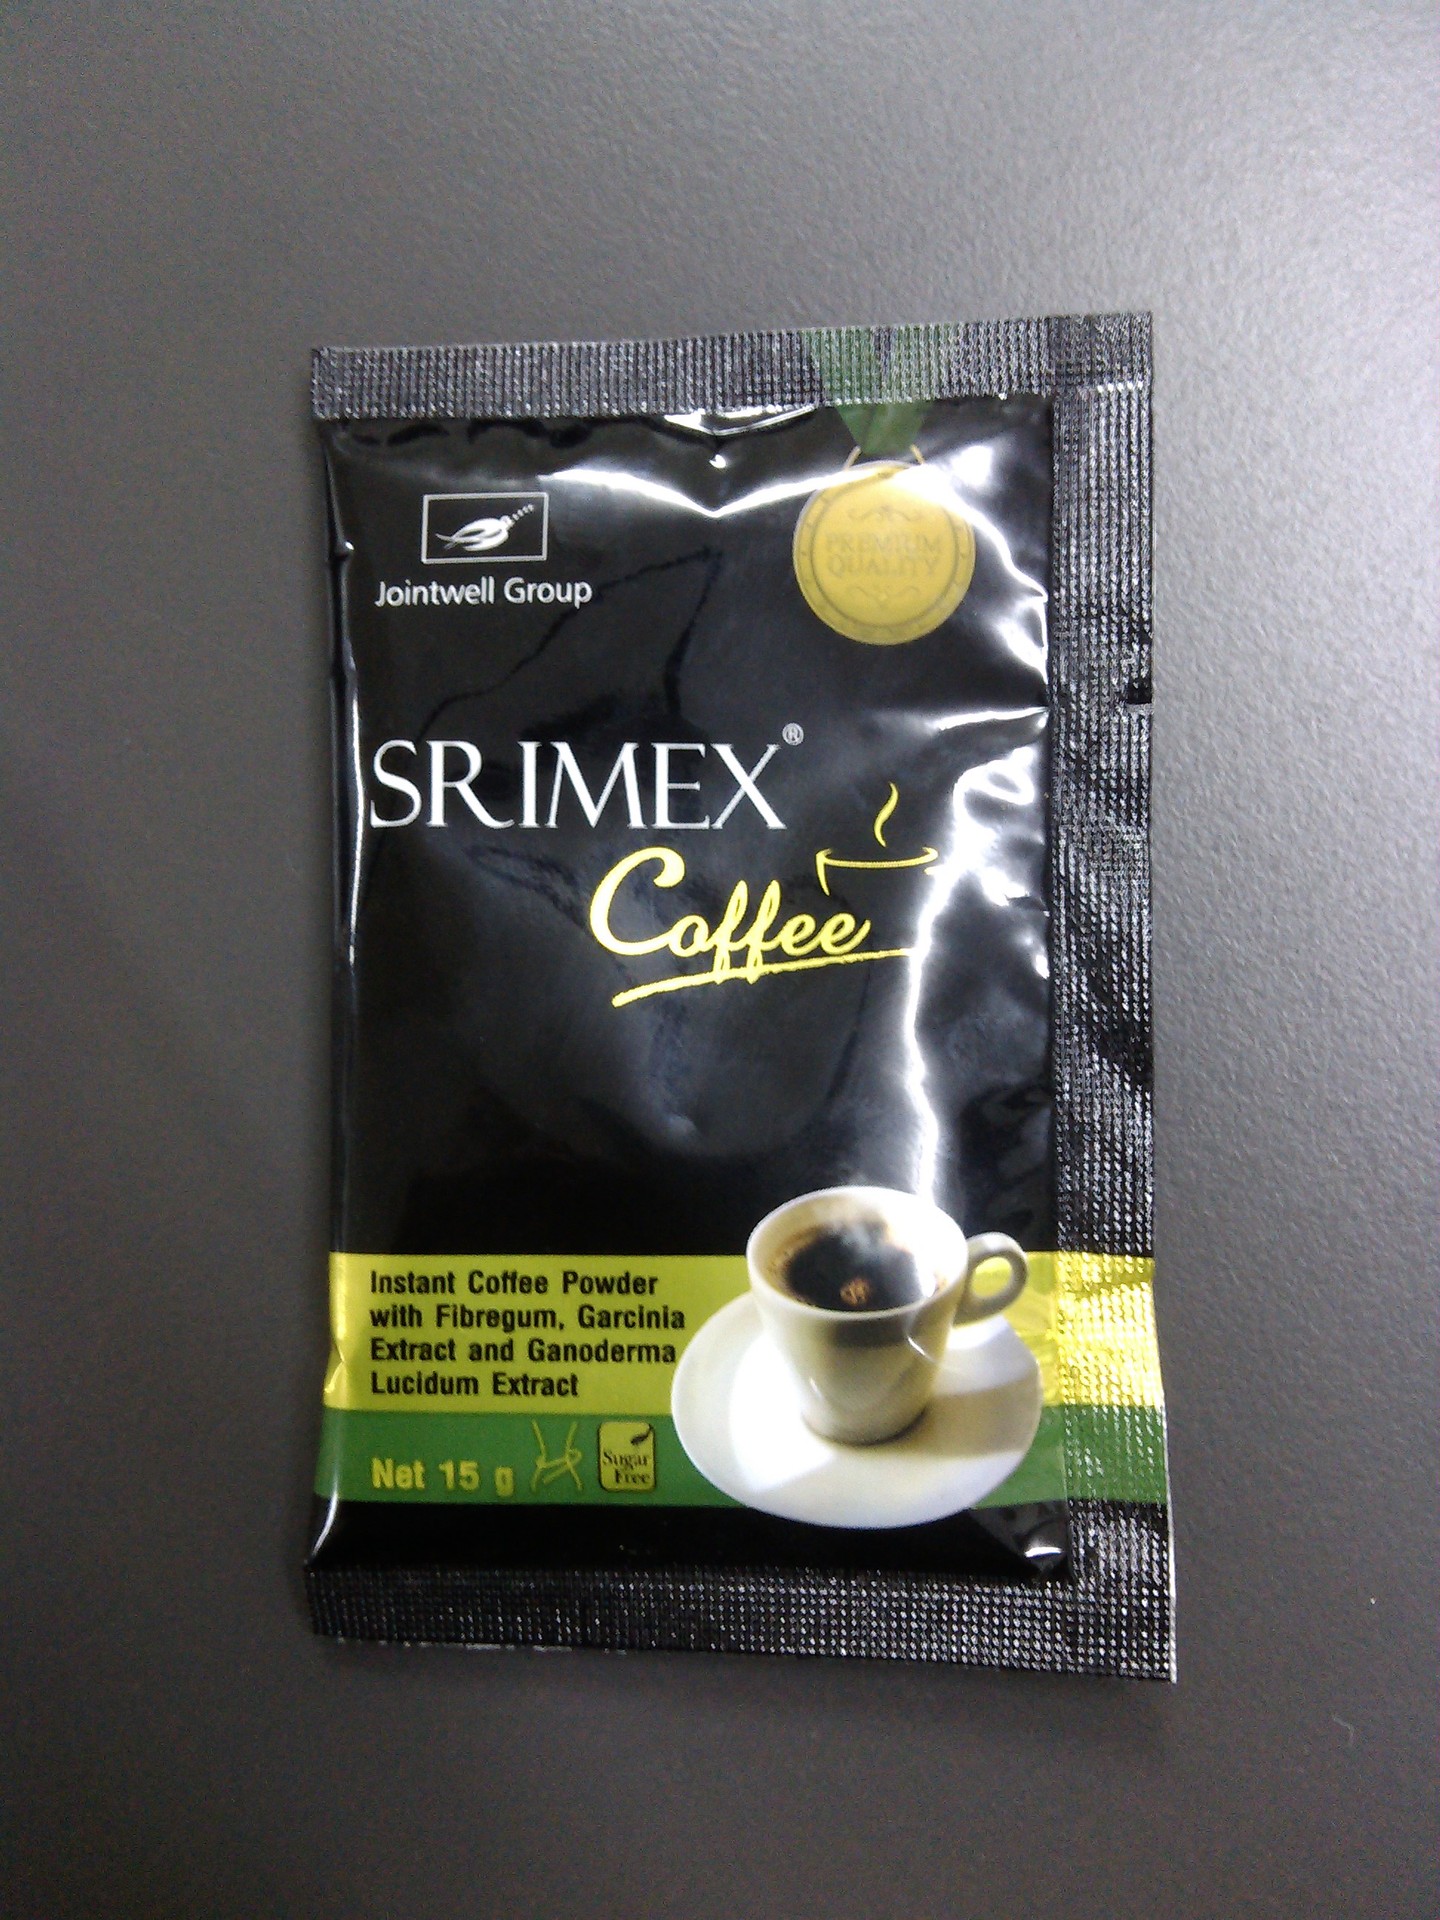 Jointwell Group
PREMIUM
QUALITY
SRIMEX®
Coffee
Instant Coffee Powder
with Fibregum, Garcinia
Extract and Ganoderma
Lucidum Extract
Net 15 g
Sugar
Free